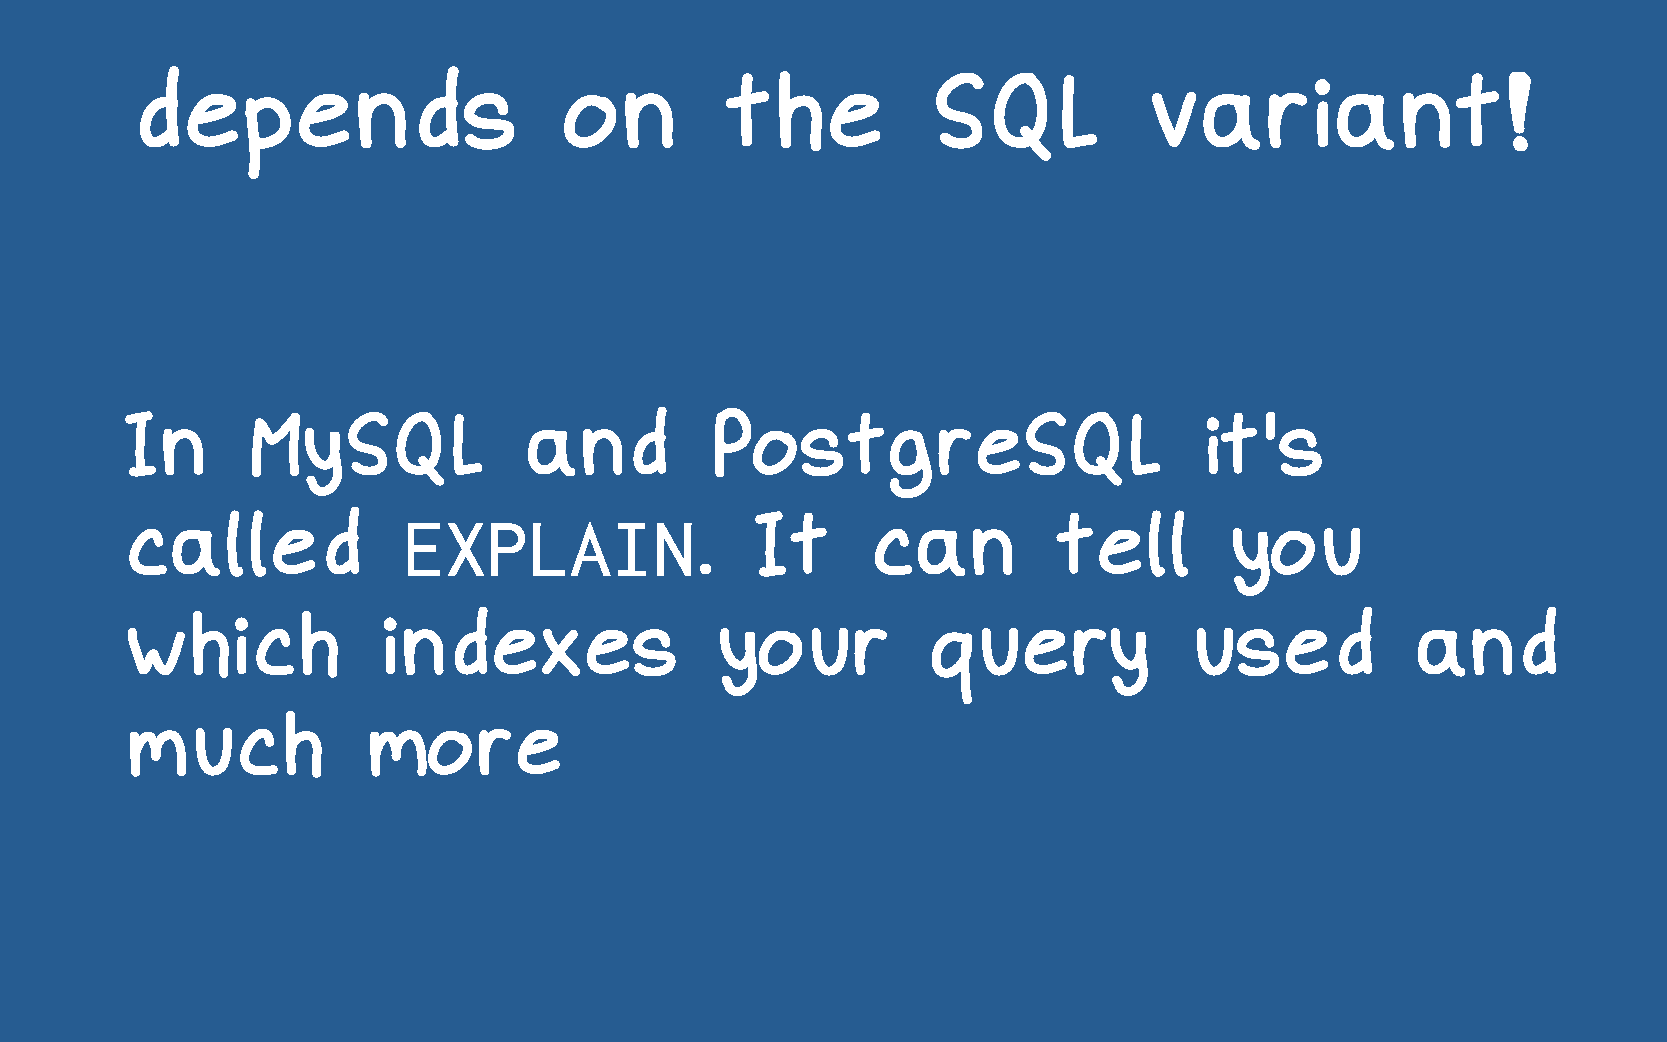 depends on the SQL variant!
In MySQL and PostgreSQL it's
called EXPLAIN. It can tell you
which indexes your query used and
much more